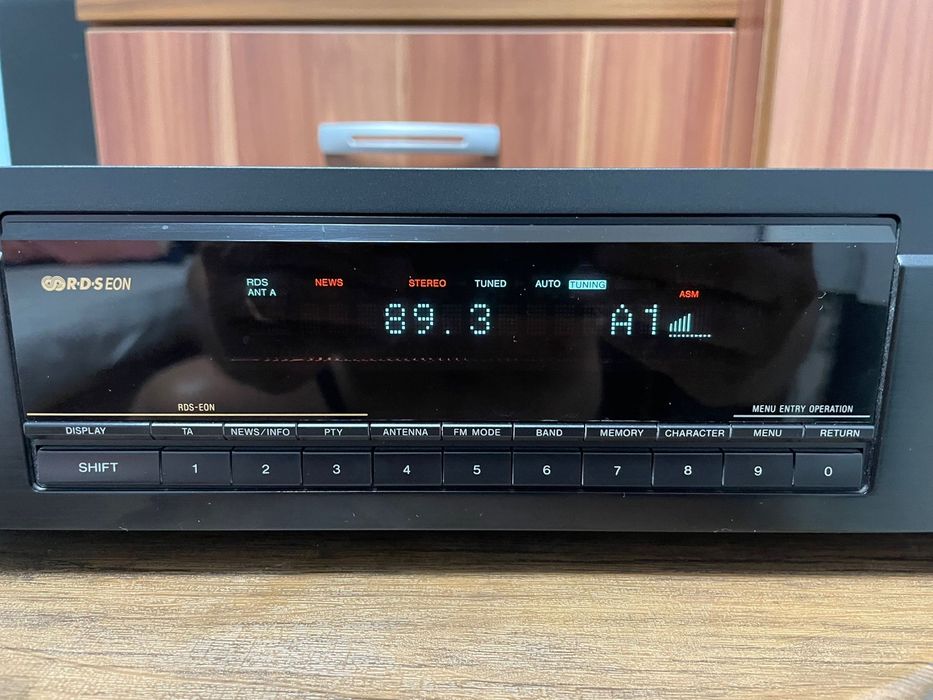 R·D·S EON
RDS NEWS STEREO TUNED AUTO TUNING
ANT A
ASM
89.3 A1
RDS-EON
MENU ENTRY OPERATION
DISPLAY TA NEWS/INFO PTY ANTENNA FM MODE BAND MEMORY CHARACTER MENU RETURN
SHIFT 1 2 3 4 5 6 7 8 9 0